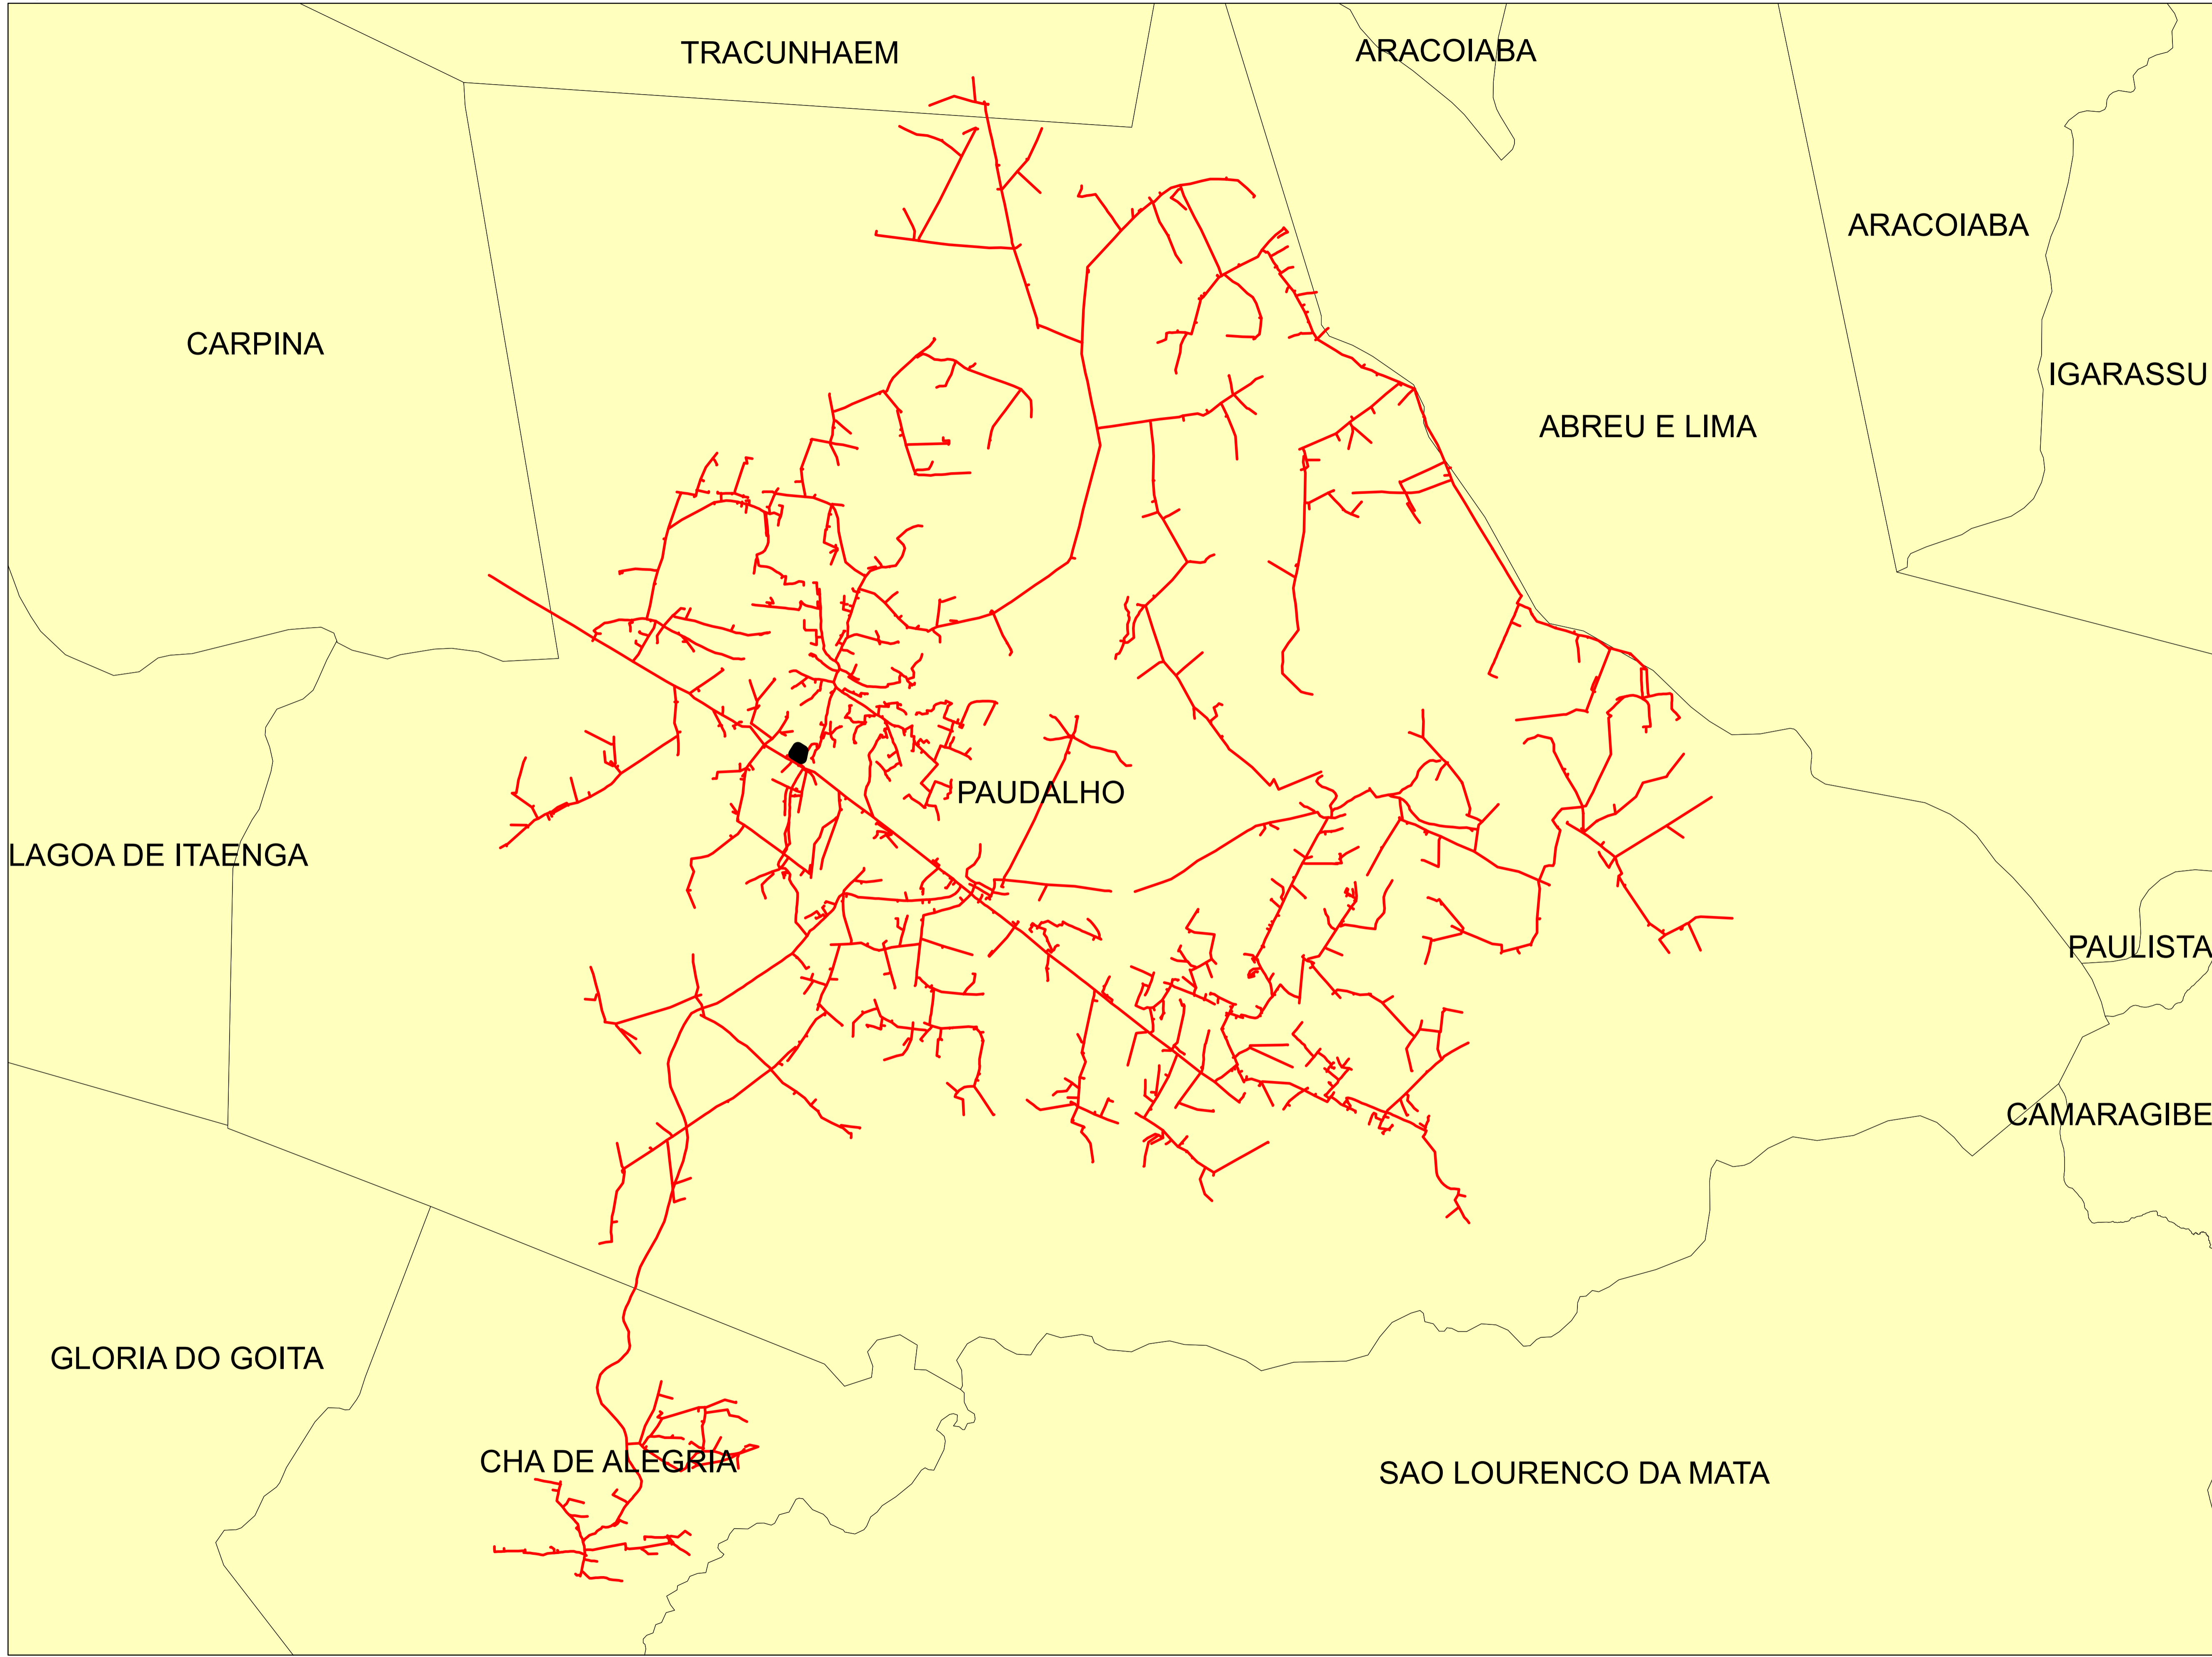 TRACUNHAEM
ARACOIABA
ARACOIABA
CARPINA
IGARASSU
ABREU E LIMA
PAUDALHO
LAGOA DE ITAENGA
PAULISTA
CAMARAGIBE
GLORIA DO GOITA
CHA DE ALEGRIA
SAO LOURENCO DA MATA